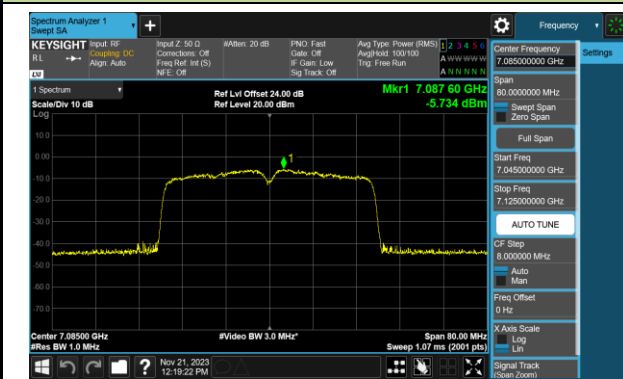 Spectrum Analyzer 1
Swept SA
Frequency
KEYSIGHT
Input: RF
Input Z: 50 Ω
#Atten: 20 dB
PNO: Fast
Avg Type: Power (RMS)
1 2 3 4 5 6
RL
Coupling: DC
Corrections: Off
Gate: Off
Avg|Hold: 100/100
A W W W W W
Align: Auto
Freq Ref: Int (S)
IF Gain: Low
Trig: Free Run
NFE: Off
Sig Track: Off
A N N N N N
LXI
1 Spectrum
Scale/Div 10 dB
Ref Lvl Offset 24.00 dB
Ref Level 20.00 dBm
Mkr1 7.087 60 GHz
-5.734 dBm
Log
10.0
0.00
-10.0
-20.0
-30.0
-40.0
-50.0
-60.0
-70.0
1
Center 7.08500 GHz
#Res BW 1.0 MHz
#Video BW 3.0 MHz*
Span 80.00 MHz
Sweep 1.07 ms (2001 pts)
Nov 21, 2023
12:19:22 PM
Center Frequency
7.085000000 GHz
Settings
Span
80.0000000 MHz
Swept Span
Zero Span
Full Span
Start Freq
7.045000000 GHz
Stop Freq
7.125000000 GHz
AUTO TUNE
CF Step
8.000000 MHz
Auto
Man
Freq Offset
0 Hz
X Axis Scale
Log
Lin
Signal Track
(Span Zoom)